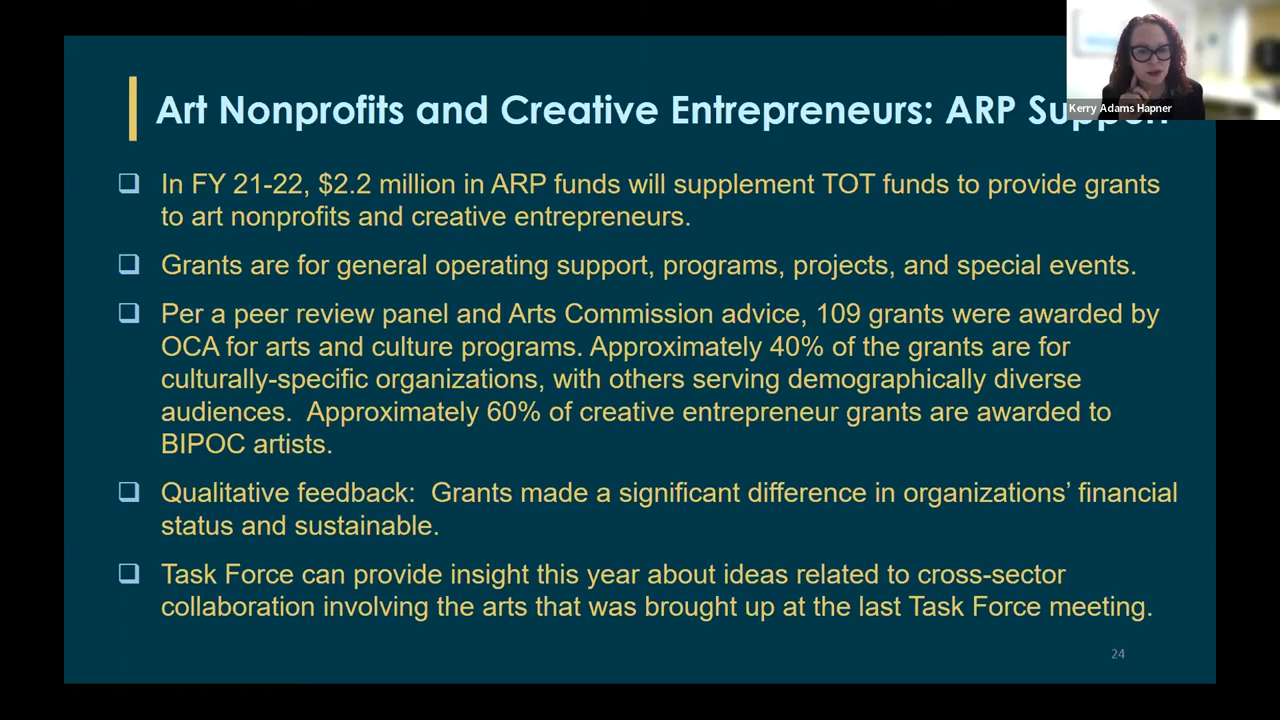 Art Nonprofits and Creative Entrepreneurs: ARP Support
Kerry Adams Hapner
In FY 21-22, $2.2 million in ARP funds will supplement TOT funds to provide grants
to art nonprofits and creative entrepreneurs.
Grants are for general operating support, programs, projects, and special events.
Per a peer review panel and Arts Commission advice, 109 grants were awarded by
OCA for arts and culture programs. Approximately 40% of the grants are for
culturally-specific organizations, with others serving demographically diverse
audiences.  Approximately 60% of creative entrepreneur grants are awarded to
BIPOC artists.
Qualitative feedback:  Grants made a significant difference in organizations’ financial
status and sustainable.
Task Force can provide insight this year about ideas related to cross-sector
collaboration involving the arts that was brought up at the last Task Force meeting.
24